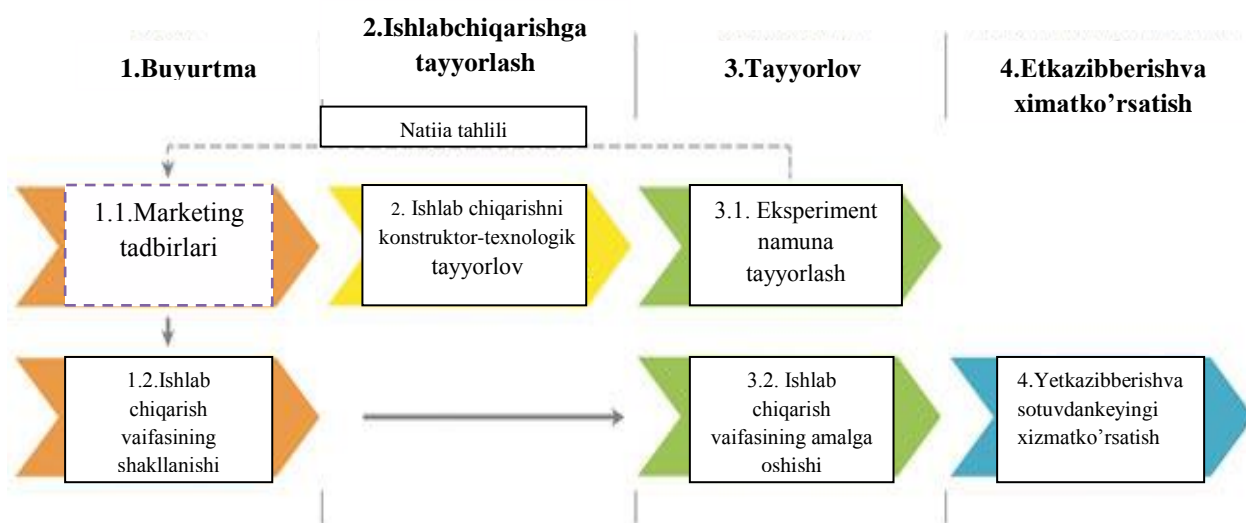 1.Buyurtma
2.Ishlabchiqarishga
tayyorlash
3.Tayyorlov
4.Etkazibberishva
ximatko’rsatish
Natija tahlili
1.1.Marketing
tadbirlari
2. Ishlab chiqarishni
konstruktor-texnologik
tayyorlov
3.1. Eksperiment
namuna
tayyorlash
1.2.Ishlab
chiqarish
vaifasining
shakllanishi
3.2. Ishlab
chiqarish
vaifasining amalga
oshishi
4.Yetkazibberishva
sotuvdankeyingi
xizmatko’rsatish